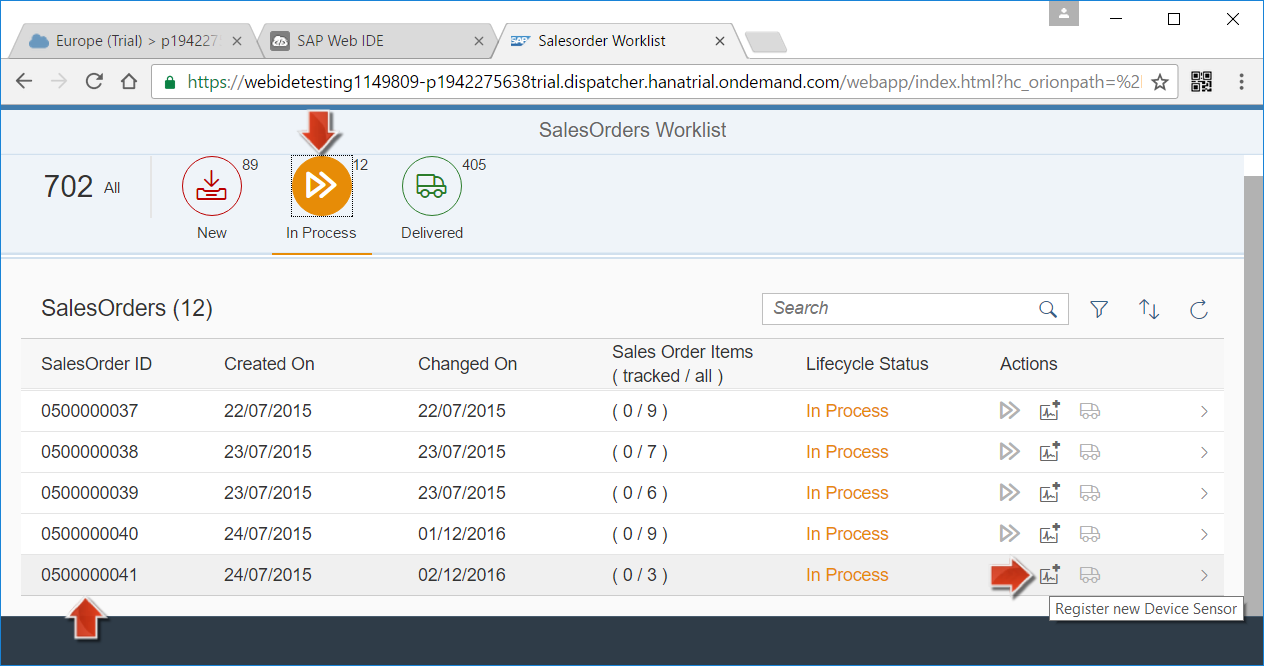 Europe (Trial) > p194227
SAP Web IDE
SAP
Salesorder Worklist
https://webidetesting1149809-p1942275638trial.dispatcher.hanatrial.ondemand.com/webapp/index.html?hc_orionpath=%2
SalesOrders Worklist
702 All
89
12
405
New
In Process
Delivered
SalesOrders (12)
Search
SalesOrder ID Created On Changed On Sales Order Items ( tracked / all ) Lifecycle Status Actions
0500000037 22/07/2015 22/07/2015 ( 0 / 9 ) In Process
0500000038 23/07/2015 23/07/2015 ( 0 / 7 ) In Process
0500000039 23/07/2015 23/07/2015 ( 0 / 6 ) In Process
0500000040 24/07/2015 01/12/2016 ( 0 / 9 ) In Process
0500000041 24/07/2015 02/12/2016 ( 0 / 3 ) In Process
Register new Device Sensor